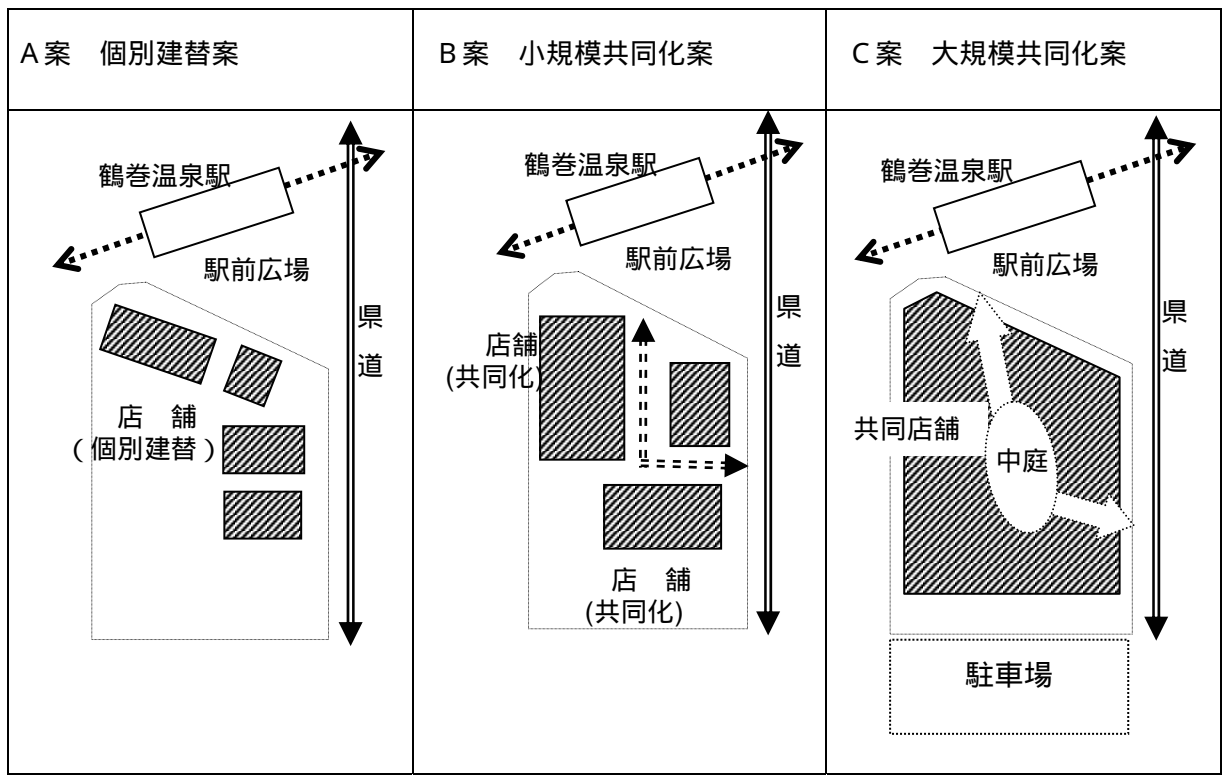 A案　個別建替案
鶴巻温泉駅
駅前広場
県
道
店　舗
（個別建替）
B案　小規模共同化案
鶴巻温泉駅
駅前広場
県
道
店舗
(共同化)
店　舗
(共同化)
C案　大規模共同化案
鶴巻温泉駅
駅前広場
県
道
共同店舗
中庭
駐車場